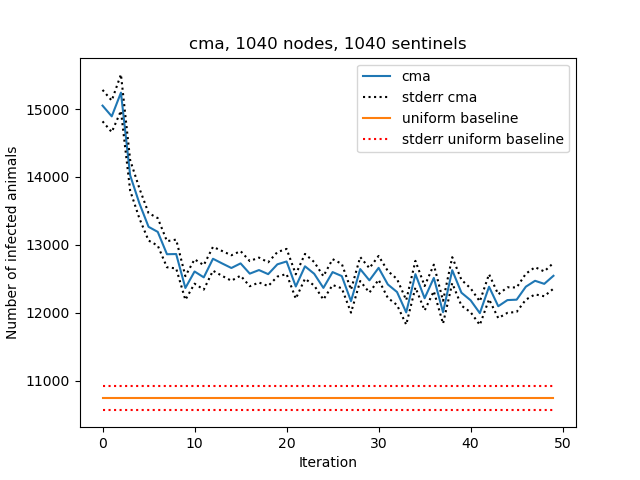 cma, 1040 nodes, 1040 sentinels
cma
stderr cma
uniform baseline
stderr uniform baseline
Number of infected animals
15000
14000
13000
12000
11000
0
10
20
30
40
50
Iteration